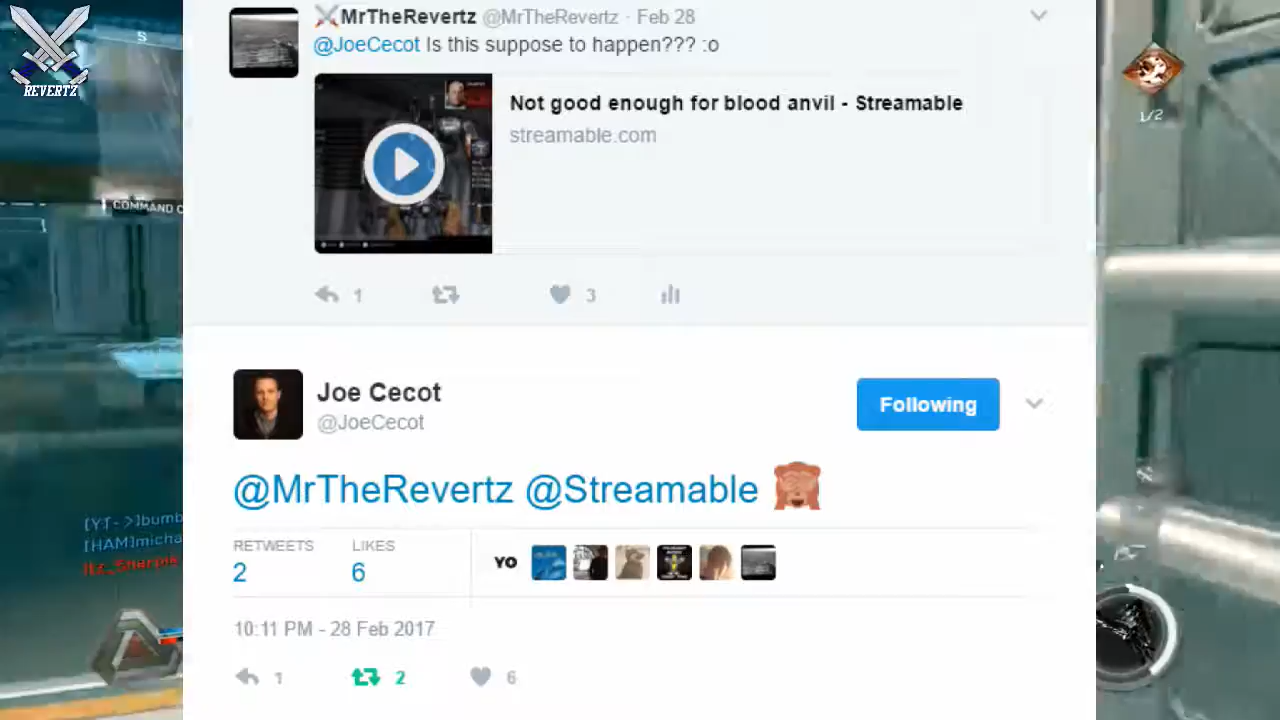 S
REVERTZ
MrTheRevertz @MrTheRevertz · Feb 28
@JoeCecot Is this suppose to happen??? :o
Not good enough for blood anvil - Streamable
streamable.com
1 3
1/2
COMMAND C
Joe Cecot
@JoeCecot
Following
@MrTheRevertz @Streamable
RETWEETS LIKES
2 6
YO
[YT->]bumb
[HAM]micha
Itz_Sharpie
10:11 PM - 28 Feb 2017
1 2 6